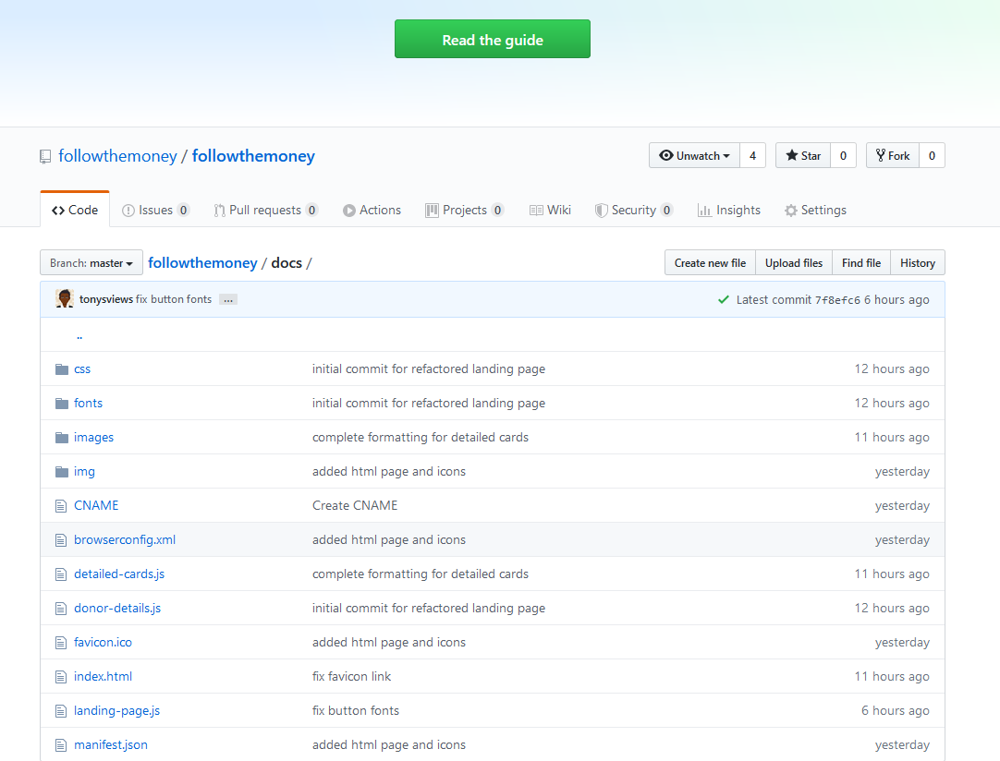 Read the guide
followthemoney / followthemoney
Unwatch 4 Star 0 Fork 0
Code Issues 0 Pull requests 0 Actions Projects 0 Wiki Security 0 Insights Settings
Branch: master followthemoney / docs / Create new file Upload files Find file History
tonysviews fix button fonts ... Latest commit 7f8efc6 6 hours ago
..
css initial commit for refactored landing page 12 hours ago
fonts initial commit for refactored landing page 12 hours ago
images complete formatting for detailed cards 11 hours ago
img added html page and icons yesterday
CNAME Create CNAME yesterday
browserconfig.xml added html page and icons yesterday
detailed-cards.js complete formatting for detailed cards 11 hours ago
donor-details.js initial commit for refactored landing page 12 hours ago
favicon.ico added html page and icons yesterday
index.html fix favicon link 11 hours ago
landing-page.js fix button fonts 6 hours ago
manifest.json added html page and icons yesterday